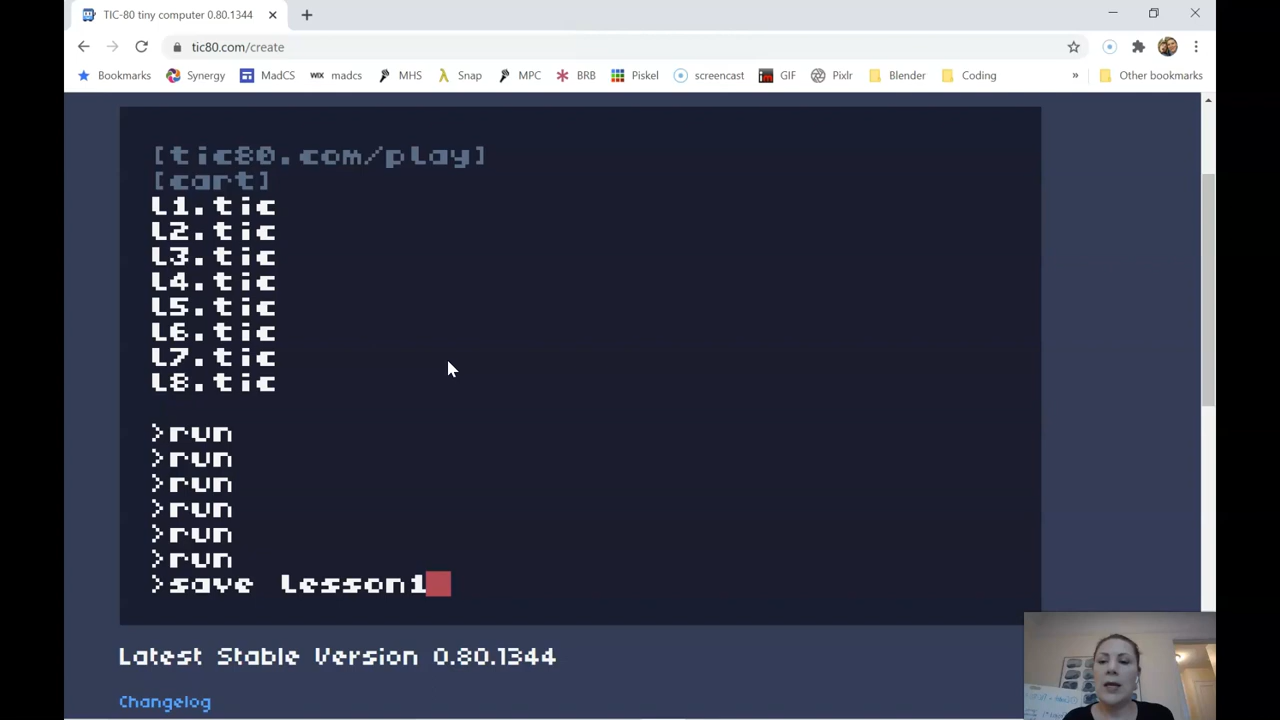 TIC-80 tiny computer 0.80.1344
tic80.com/create
Bookmarks Synergy MadCS WIX madcs MHS Snap MPC BRB Piskel screencast im GIF Pixlr Blender Coding » Other bookmarks
[tic80.com/play]
[cart]
l1.tic
l2.tic
l3.tic
l4.tic
l5.tic
l6.tic
l7.tic
l8.tic
>run
>run
>run
>run
>run
>run
>save lesson1
Latest Stable Version 0.80.1344
Changelog